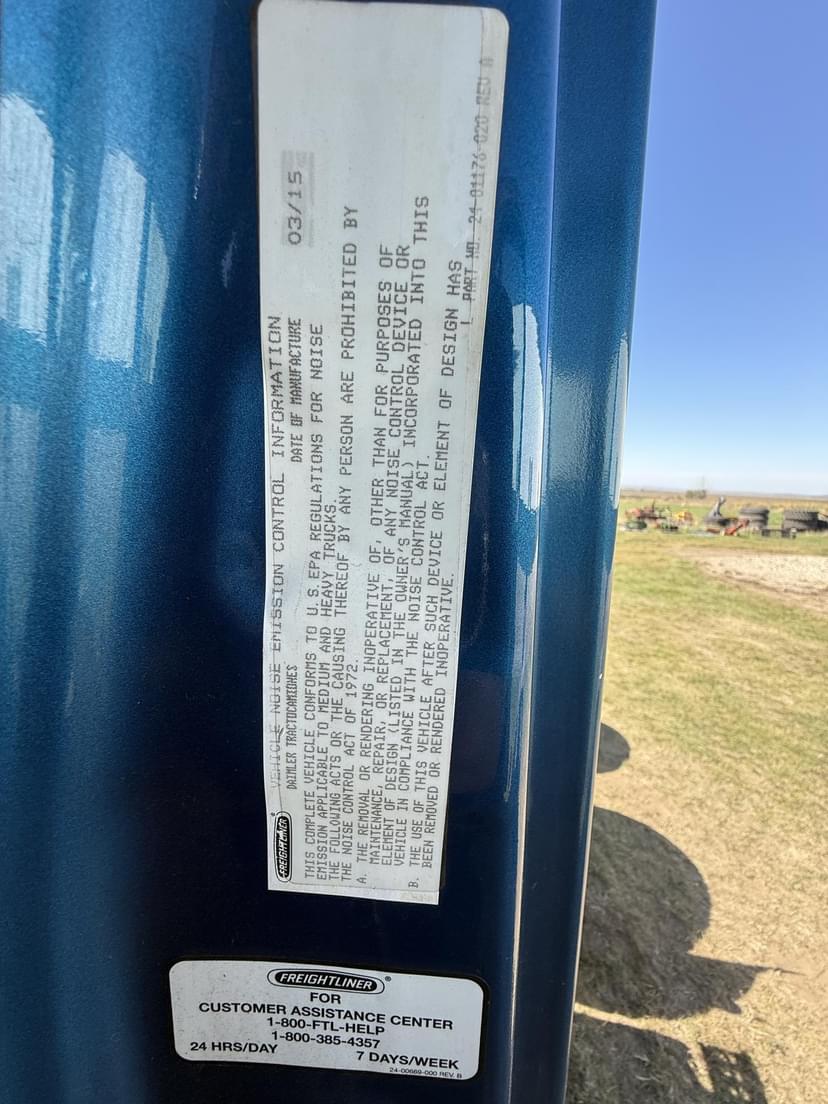 FREIGHTLINER®
VEHICLE NOISE EMISSION CONTROL INFORMATION
DAIMLER TRACTOCAMIONES
DATE OF MANUFACTURE
03/15
THIS COMPLETE VEHICLE CONFORMS TO U.S.EPA REGULATIONS FOR NOISE
EMISSION APPLICABLE TO MEDIUM AND HEAVY TRUCKS.
THE FOLLOWING ACTS OR THE CAUSING THEREOF BY ANY PERSON ARE PROHIBITED BY
THE NOISE CONTROL ACT OF 1972.
A. THE REMOVAL OR RENDERING INOPERATIVE OF, OTHER THAN FOR PURPOSES OF
MAINTENANCE, REPAIR, OR REPLACEMENT, OF ANY NOISE CONTROL DEVICE OR
ELEMENT OF DESIGN (LISTED IN THE OWNER'S MANUAL) INCORPORATED INTO THIS
VEHICLE IN COMPLIANCE WITH THE NOISE CONTROL ACT.
B. THE USE OF THIS VEHICLE AFTER SUCH DEVICE OR ELEMENT OF DESIGN HAS
BEEN REMOVED OR RENDERED INOPERATIVE.
PART NO. 24-01176-020 REV A
FREIGHTLINER®
FOR
CUSTOMER ASSISTANCE CENTER
1-800-FTL-HELP
1-800-385-4357
24 HRS/DAY 7 DAYS/WEEK
24-00669-000 REV. B